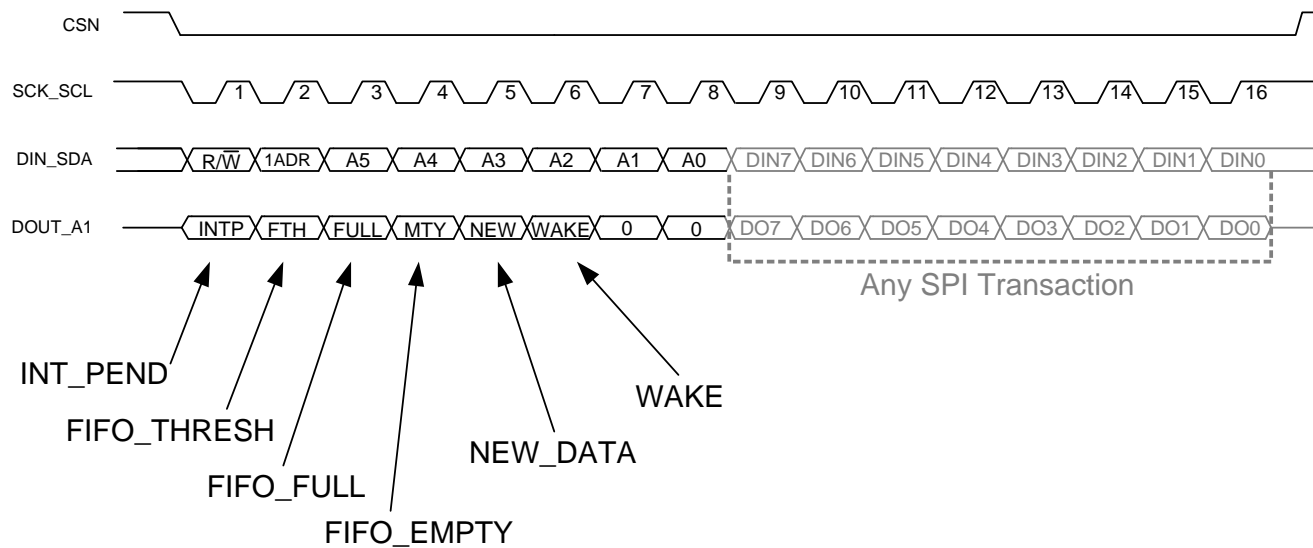 CSN
SCK_SCL 1 2 3 4 5 6 7 8 9 10 11 12 13 14 15 16
DIN_SDA R/W̅ 1ADR A5 A4 A3 A2 A1 A0 DIN7 DIN6 DIN5 DIN4 DIN3 DIN2 DIN1 DIN0
DOUT_A1 INTP FTH FULL MTY NEW WAKE 0 0 DO7 DO6 DO5 DO4 DO3 DO2 DO1 DO0
Any SPI Transaction
INT_PEND
WAKE
FIFO_THRESH
NEW_DATA
FIFO_FULL
FIFO_EMPTY